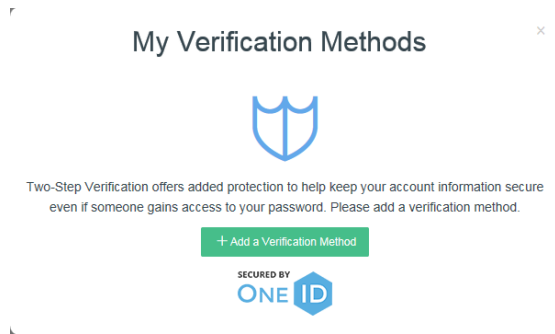 My Verification Methods
×
Two-Step Verification offers added protection to help keep your account information secure
even if someone gains access to your password. Please add a verification method.
+ Add a Verification Method
SECURED BY
ONE ID